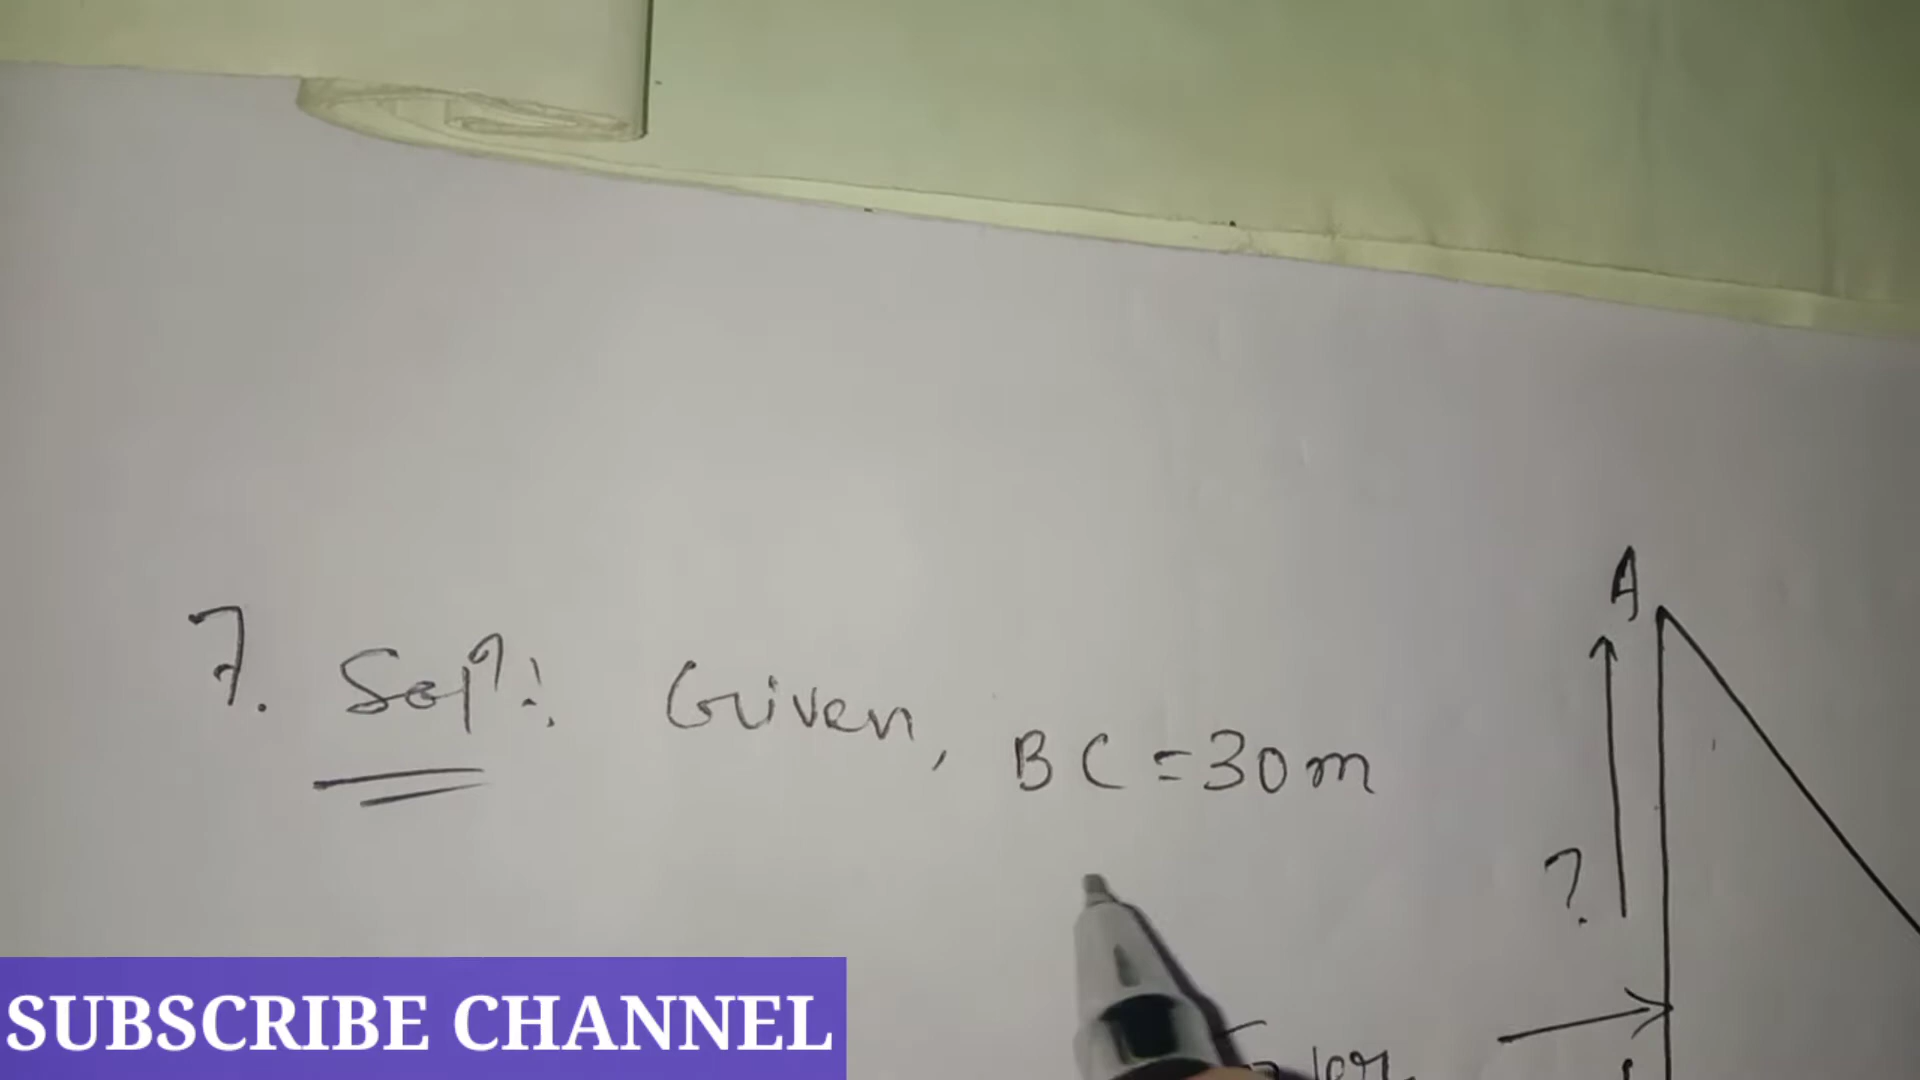 A
7. Solⁿ: Given, BC = 30m
?
SUBSCRIBE CHANNEL